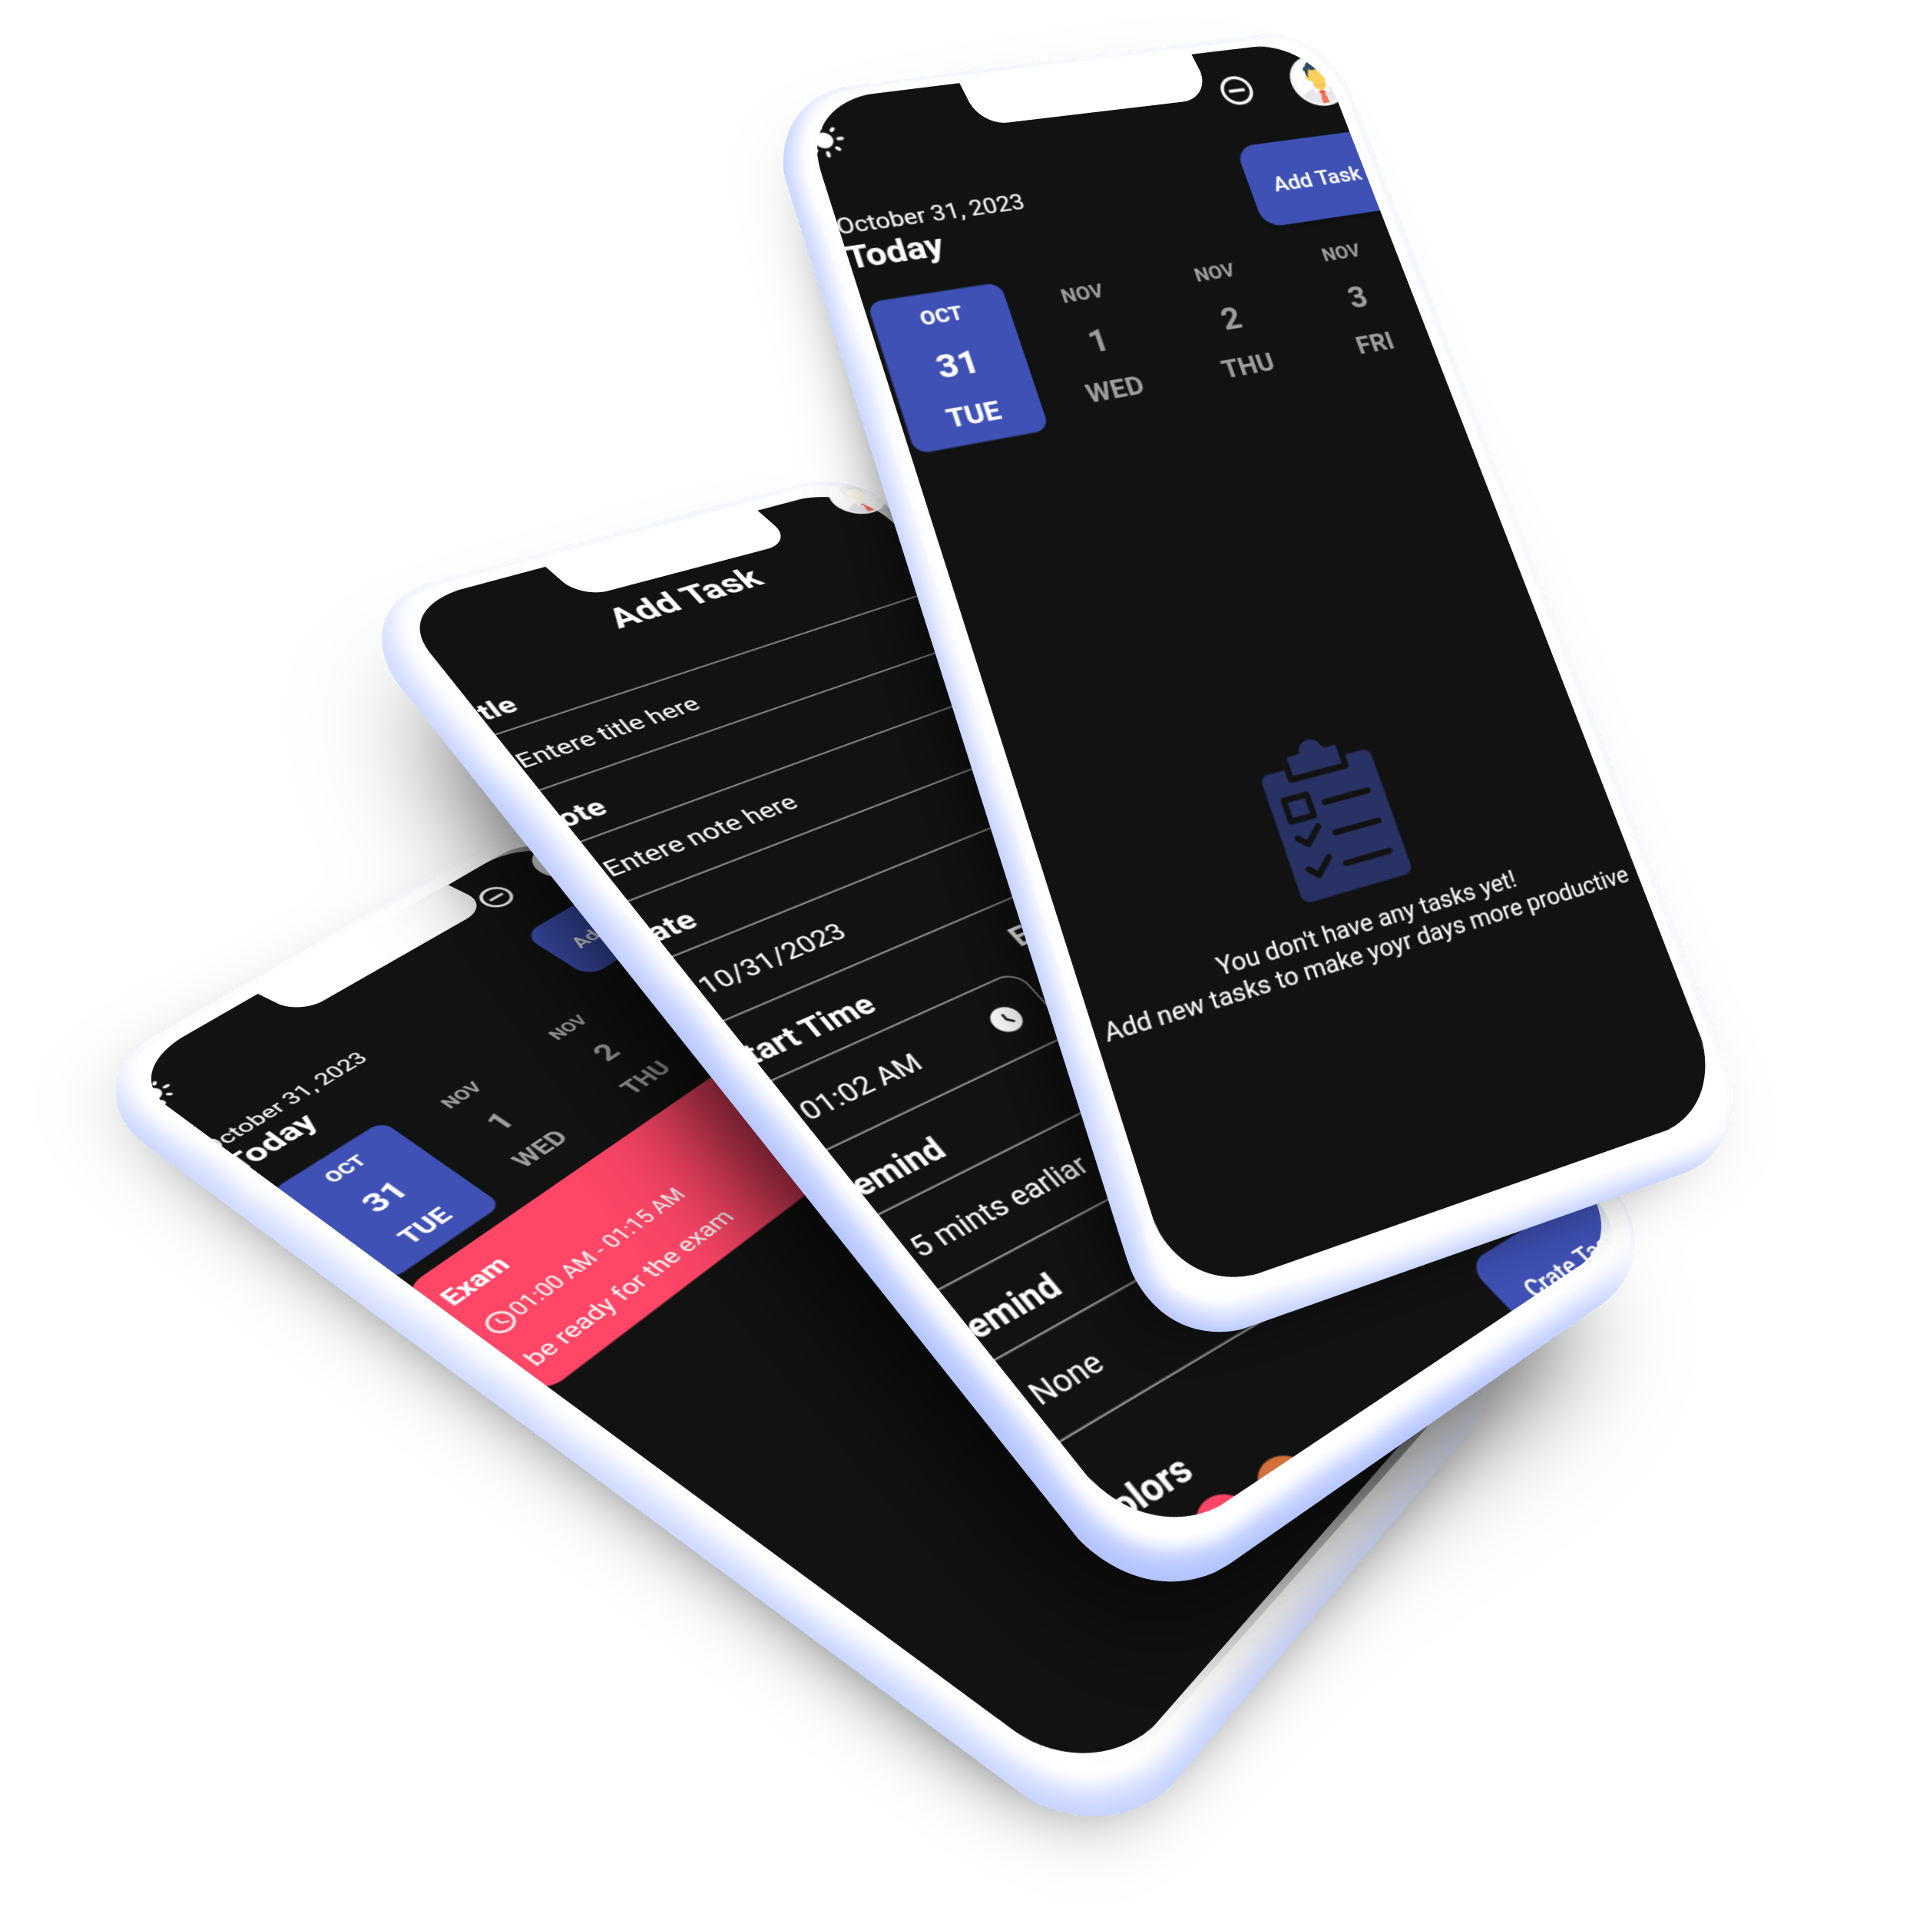 Add Task
October 31, 2023
Today
OCT
31
TUE
NOV
1
WED
NOV
2
THU
NOV
3
FRI
You don't have any tasks yet!
Add new tasks to make yoyr days more productive
Add Task
tle
Entere title here
ote
Entere note here
ate
10/31/2023
tart Time
E
01:02 AM
emind
5 mints earliar
emind
None
olors
Crate Ta
Ad
ctober 31, 2023
Today
OCT
31
TUE
NOV
1
WED
NOV
2
THU
Exam
01:00 AM - 01:15 AM
be ready for the exam